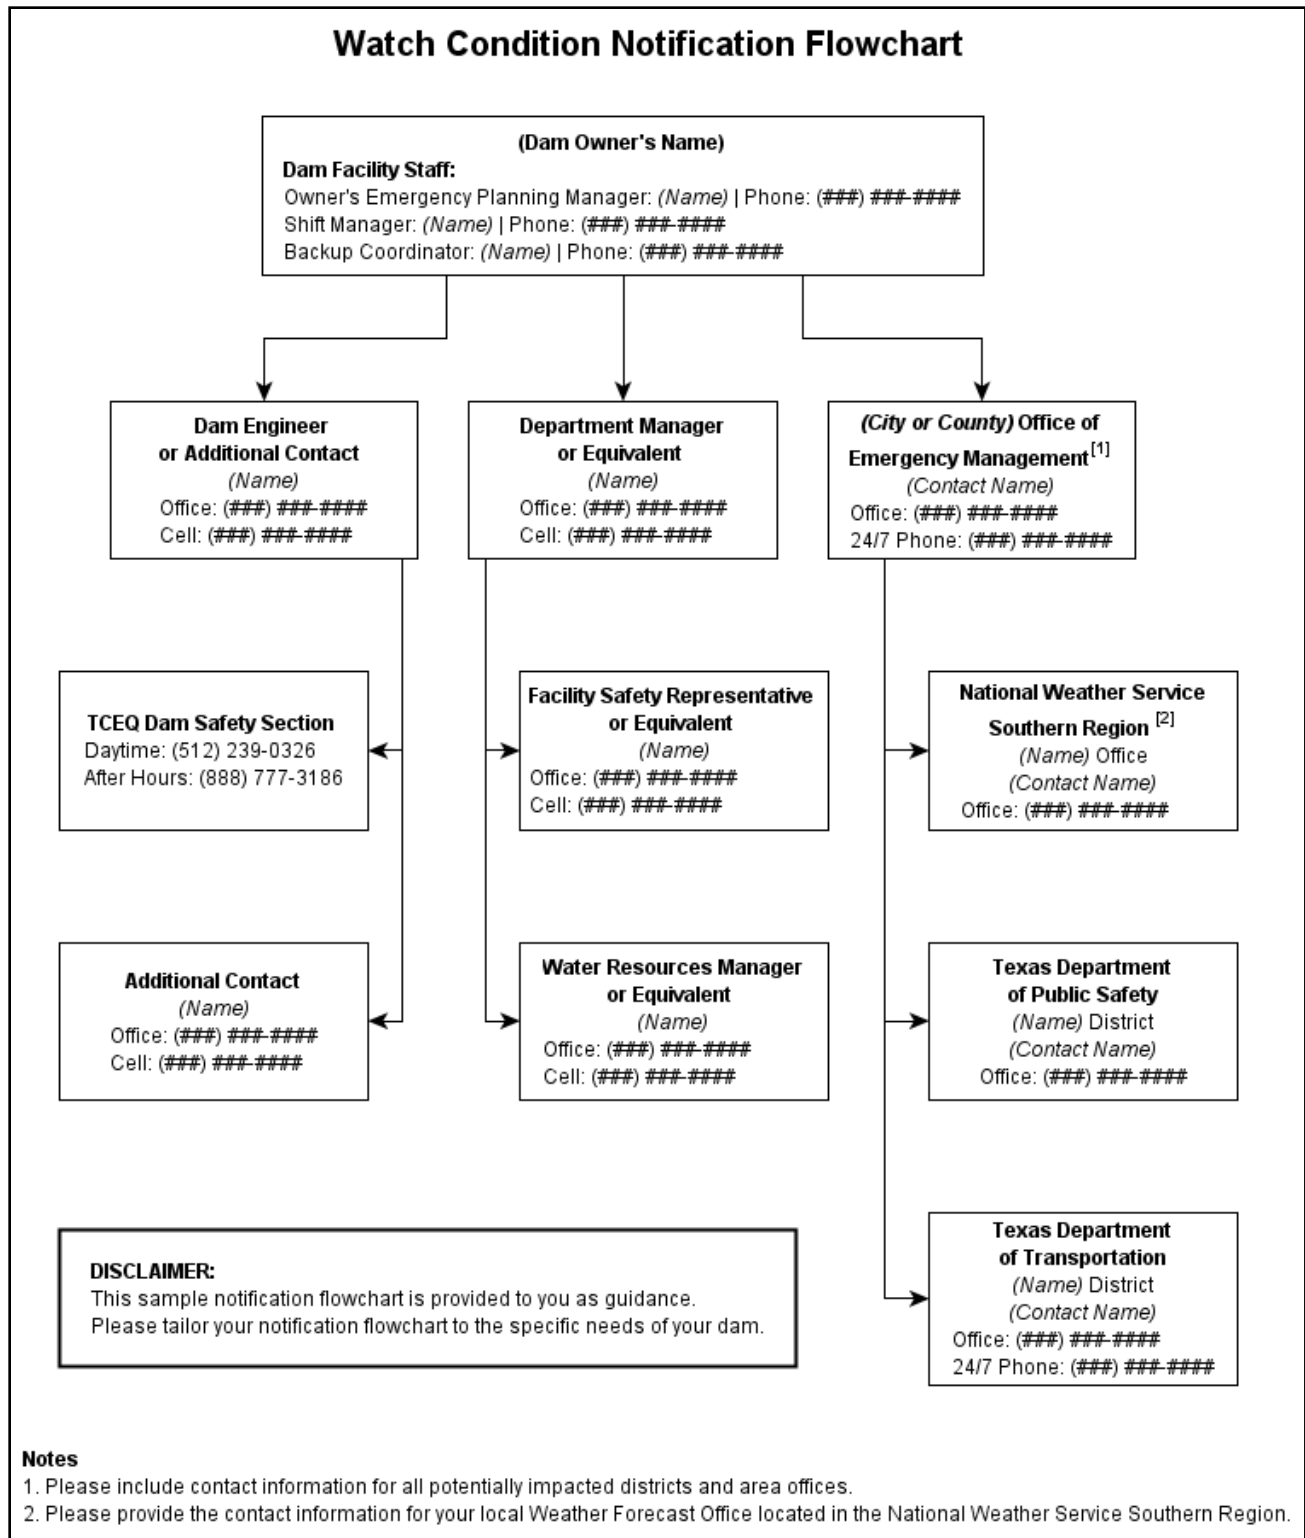 Watch Condition Notification Flowchart
(Dam Owner's Name)
Dam Facility Staff:
Owner's Emergency Planning Manager: (Name) | Phone: (###) ###-####
Shift Manager: (Name) | Phone: (###) ###-####
Backup Coordinator: (Name) | Phone: (###) ###-####
Dam Engineer
or Additional Contact
(Name)
Office: (###) ###-####
Cell: (###) ###-####
Department Manager
or Equivalent
(Name)
Office: (###) ###-####
Cell: (###) ###-####
(City or County) Office of
Emergency Management[1]
(Contact Name)
Office: (###) ###-####
24/7 Phone: (###) ###-####
TCEQ Dam Safety Section
Daytime: (512) 239-0326
After Hours: (888) 777-3186
Facility Safety Representative
or Equivalent
(Name)
Office: (###) ###-####
Cell: (###) ###-####
National Weather Service
Southern Region [2]
(Name) Office
(Contact Name)
Office: (###) ###-####
Additional Contact
(Name)
Office: (###) ###-####
Cell: (###) ###-####
Water Resources Manager
or Equivalent
(Name)
Office: (###) ###-####
Cell: (###) ###-####
Texas Department
of Public Safety
(Name) District
(Contact Name)
Office: (###) ###-####
Texas Department
of Transportation
(Name) District
(Contact Name)
Office: (###) ###-####
24/7 Phone: (###) ###-####
DISCLAIMER:
This sample notification flowchart is provided to you as guidance.
Please tailor your notification flowchart to the specific needs of your dam.
Notes
1. Please include contact information for all potentially impacted districts and area offices.
2. Please provide the contact information for your local Weather Forecast Office located in the National Weather Service Southern Region.